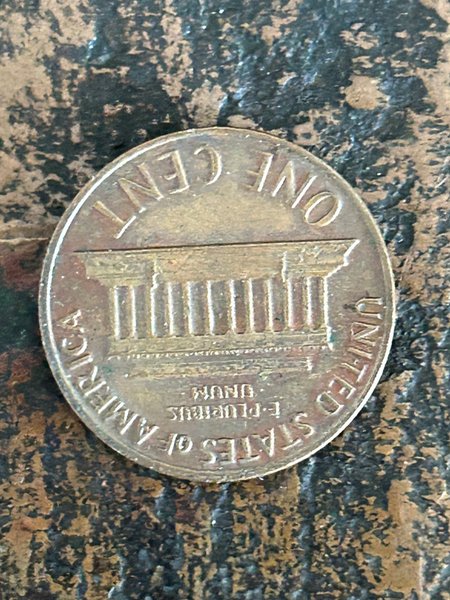 UNITED STATES of AMERICA
·E·PLURIBUS·
UNUM
ONE CENT